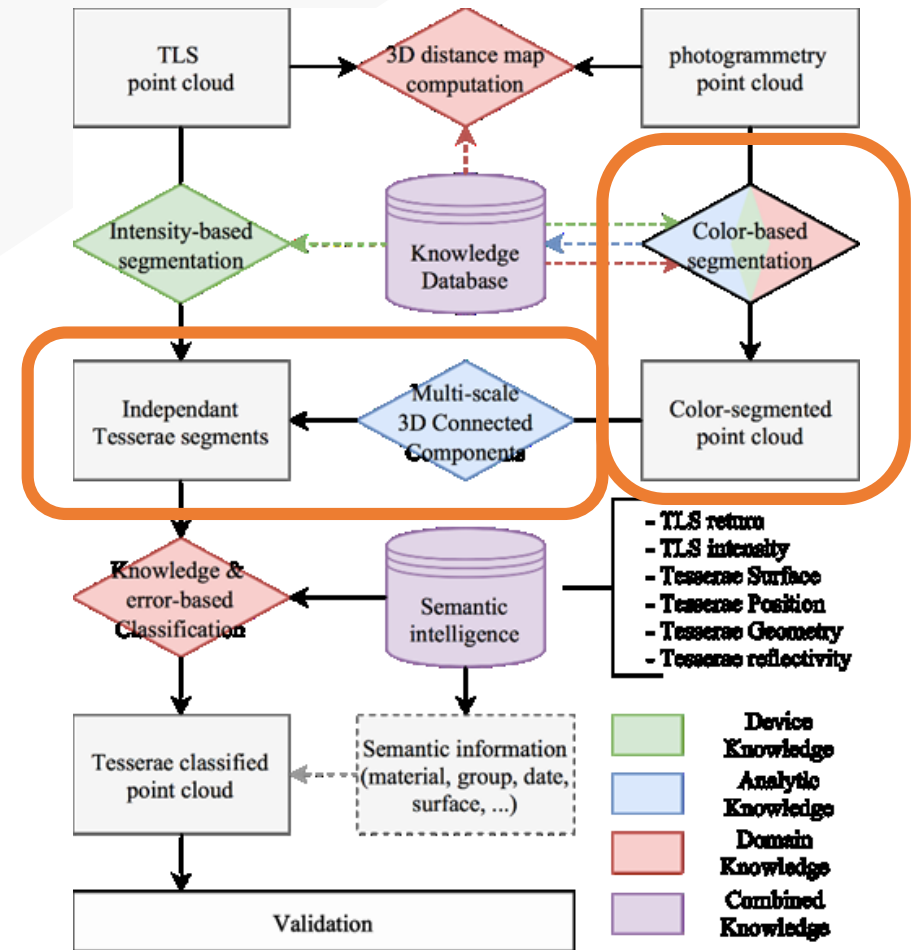 TLS
point cloud
3D distance map
computation
photogrammetry
point cloud
Intensity-based
segmentation
Knowledge
Database
Color-based
segmentation
Independant
Tesserae segments
Multi-scale
3D Connected
Components
Color-segmented
point cloud
Knowledge &
error-based
Classification
Semantic
intelligence
- TLS return
- TLS intensity
- Tesserae Surface
- Tesserae Position
- Tesserae Geometry
- Tesserae reflectivity
Tesserae classified
point cloud
Semantic information
(material, group, date,
surface, ...)
Device
Knowledge
Analytic
Knowledge
Domain
Knowledge
Combined
Knowledge
Validation